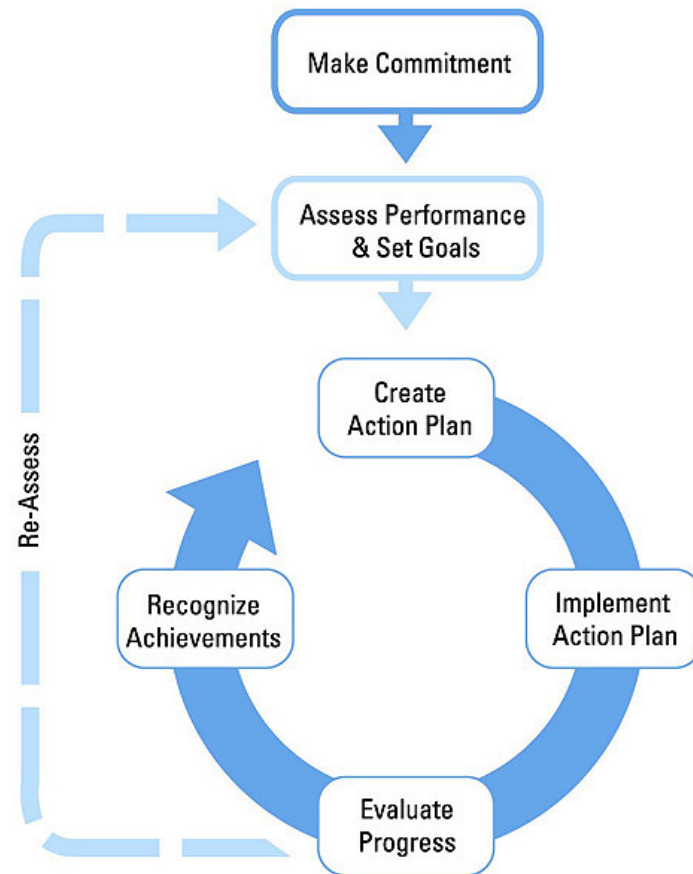 Make Commitment
Assess Performance
& Set Goals
Create
Action Plan
Re-Assess
Recognize
Achievements
Implement
Action Plan
Evaluate
Progress